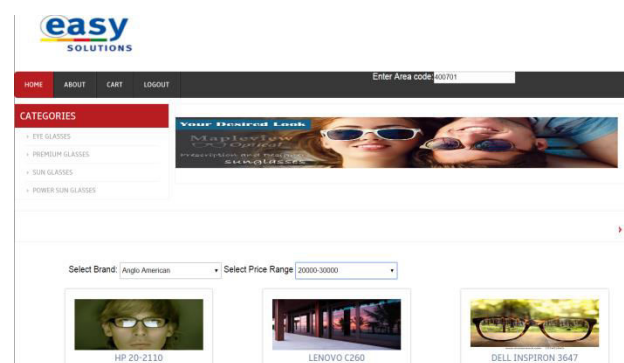 easy
SOLUTIONS
HOME ABOUT CART LOGOUT
Enter Area code: 400701
CATEGORIES
EYE GLASSES
PREMIUM GLASSES
SUN GLASSES
POWER SUN GLASSES
Your Desired Look
Mapleview
Optical
sunglasses
Select Brand: Anglo American Select Price Range 20000-30000
HP 20-2110
LENOVO C260
DELL INSPIRON 3647